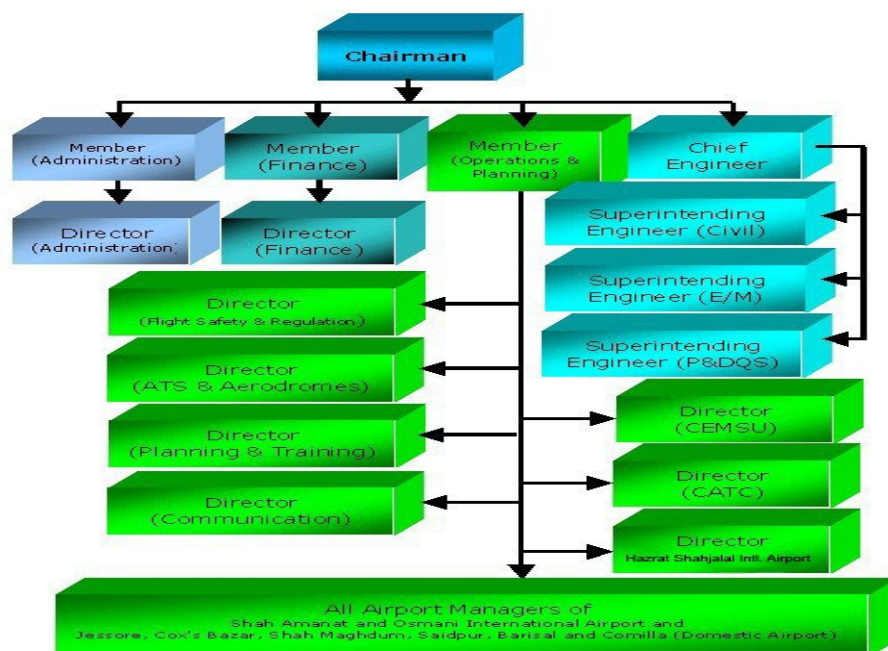 Chairman
Member
(Administration)
Member
(Finance)
Member
(Operations &
Planning)
Chief
Engineer
Director
(Administration)
Director
(Finance)
Superintending
Engineer (Civil)
Superintending
Engineer (E/M)
Superintending
Engineer (P&DQS)
Director
(Flight Safety & Regulation)
Director
(ATS & Aerodromes)
Director
(Planning & Training)
Director
(Communication)
Director
(CEMSU)
Director
(CATC)
Director
Hazrat Shahjalal Intl. Airport
All Airport Managers of
Shah Amanat and Osmani International Airport and
Jessore, Cox's Bazar, Shah Maghdum, Saidpur, Barisal and Comilla (Domestic Airport)